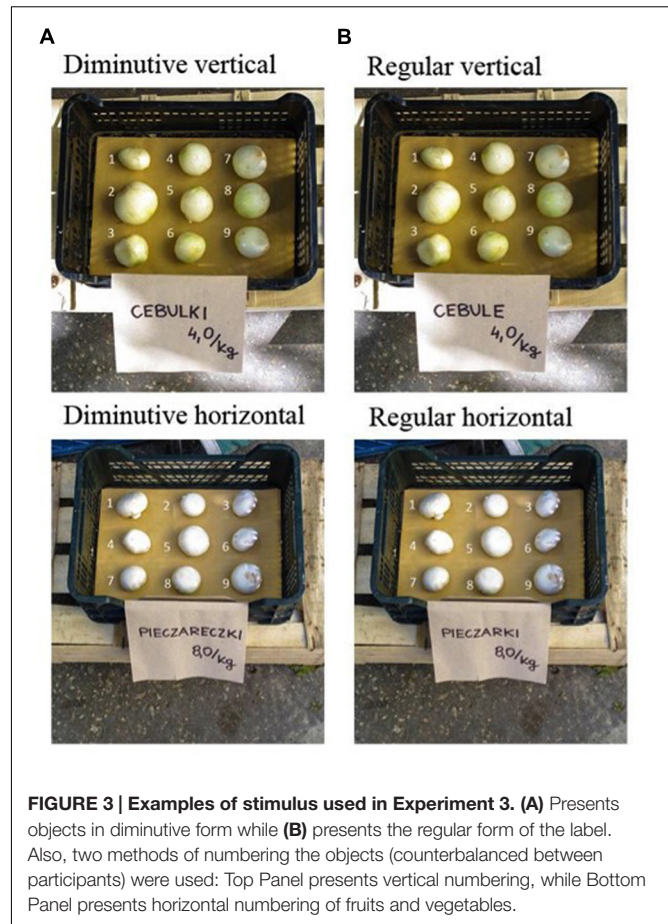 A
B
Diminutive vertical
Regular vertical
1 4 7
2 5 8
3 6 9
CEBULKI
4,0/kg
1 4 7
2 5 8
3 6 9
CEBULE
4,0/kg
Diminutive horizontal
Regular horizontal
1 2 3
4 5 6
7 8 9
PIECZARECZKI
8,0/kg
1 2 3
4 5 6
7 8 9
PIECZARKI
8,0/kg
FIGURE 3 | Examples of stimulus used in Experiment 3. (A) Presents
objects in diminutive form while (B) presents the regular form of the label.
Also, two methods of numbering the objects (counterbalanced between
participants) were used: Top Panel presents vertical numbering, while Bottom
Panel presents horizontal numbering of fruits and vegetables.